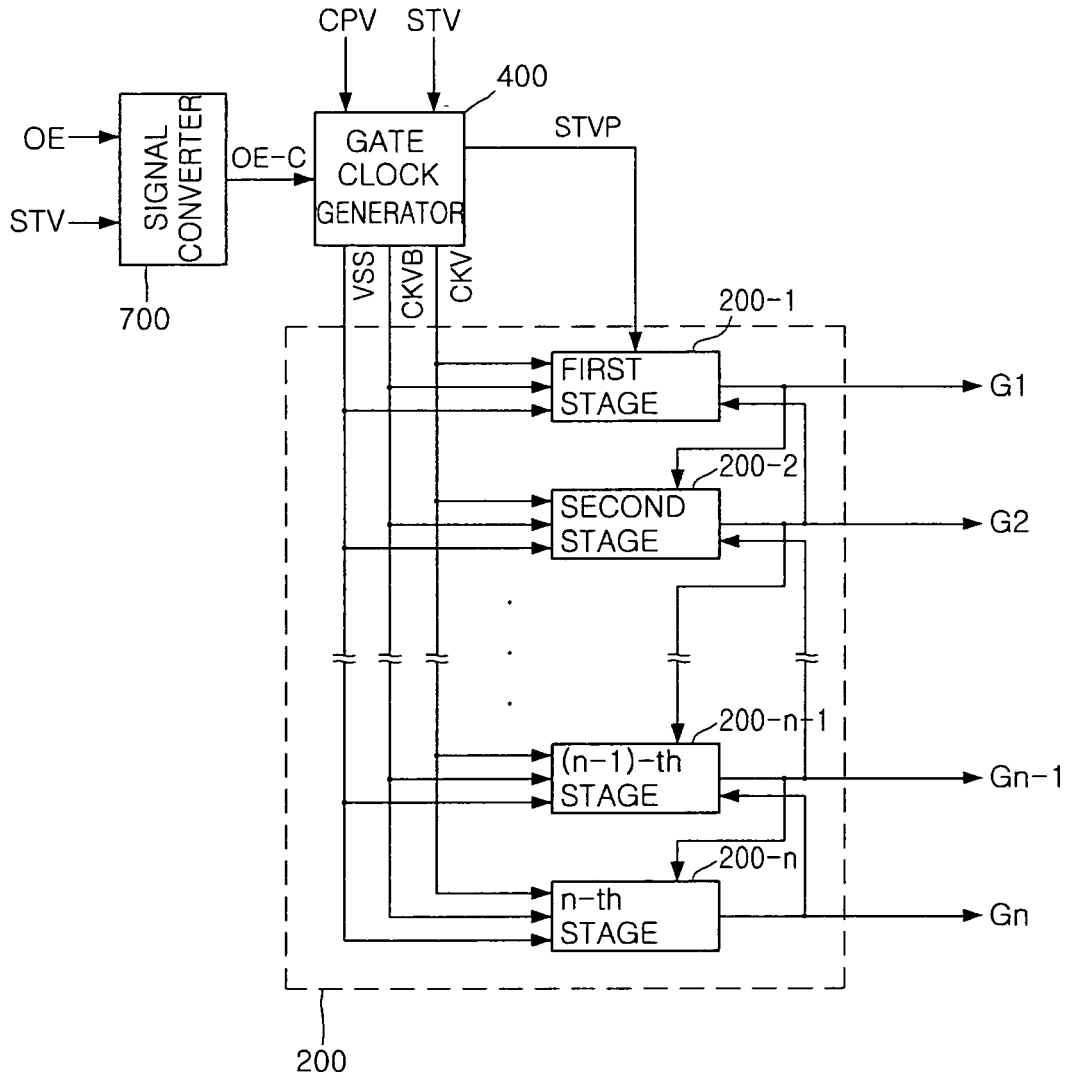 CPV STV
400
OE
STV
SIGNAL
CONVERTER
700
OE-C
GATE
CLOCK
GENERATOR
STVP
VSS
CKVB
CKV
200-1
FIRST
STAGE
G1
200-2
SECOND
STAGE
G2
200-n-1
(n-1)-th
STAGE
Gn-1
200-n
n-th
STAGE
Gn
200